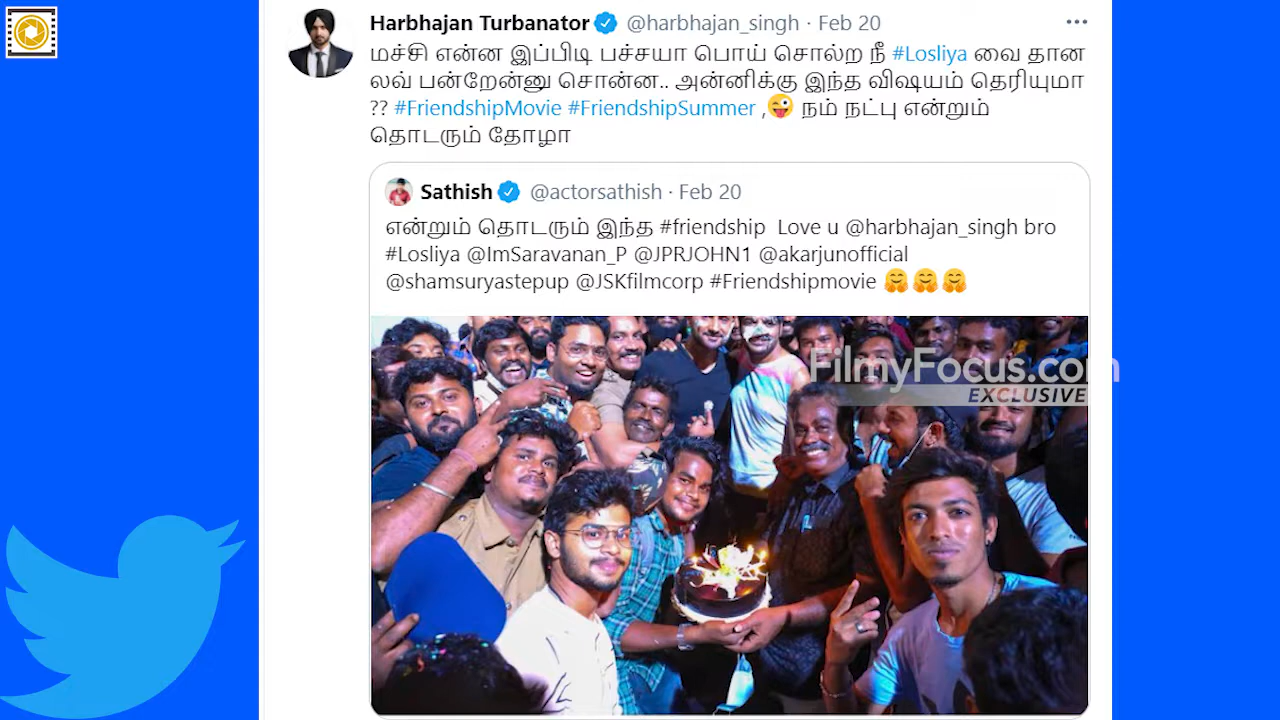 Harbhajan Turbanator @harbhajan_singh · Feb 20
மச்சி என்ன இப்பிடி பச்சயா பொய் சொல்ற நீ #Losliya வை தான
லவ் பன்றேன்னு சொன்ன.. அன்னிக்கு இந்த விஷயம் தெரியுமா
?? #FriendshipMovie #FriendshipSummer ,😜 நம் நட்பு என்றும்
தொடரும் தோழா
Sathish @actorsathish · Feb 20
என்றும் தொடரும் இந்த #friendship Love u @harbhajan_singh bro
#Losliya @ImSaravanan_P @JPRJOHN1 @akarjunofficial
@shamsuryastepup @JSKfilmcorp #Friendshipmovie 🤗🤗🤗
FilmyFocus.com
EXCLUSIVE